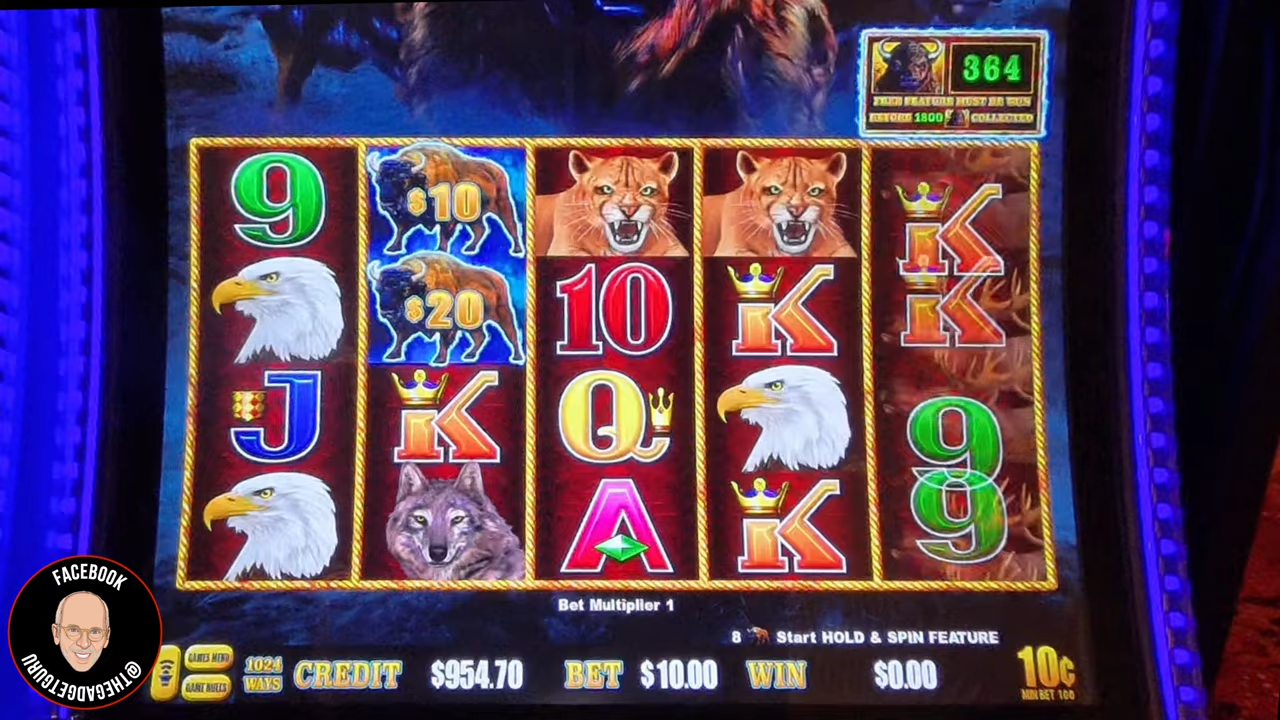 364
FREE FEATURE MUST BE WON
BEFORE 1800 COLLECTED
9 $10 K
$20 10 K K
J K Q 9
A K 9
Bet Multiplier 1
8 Start HOLD & SPIN FEATURE
GAMES MENU
GAME RULES
1024 WAYS
CREDIT $954.70 BET $10.00 WIN $0.00
10¢
MIN BET 100
FACEBOOK
@THEGADGETGURU